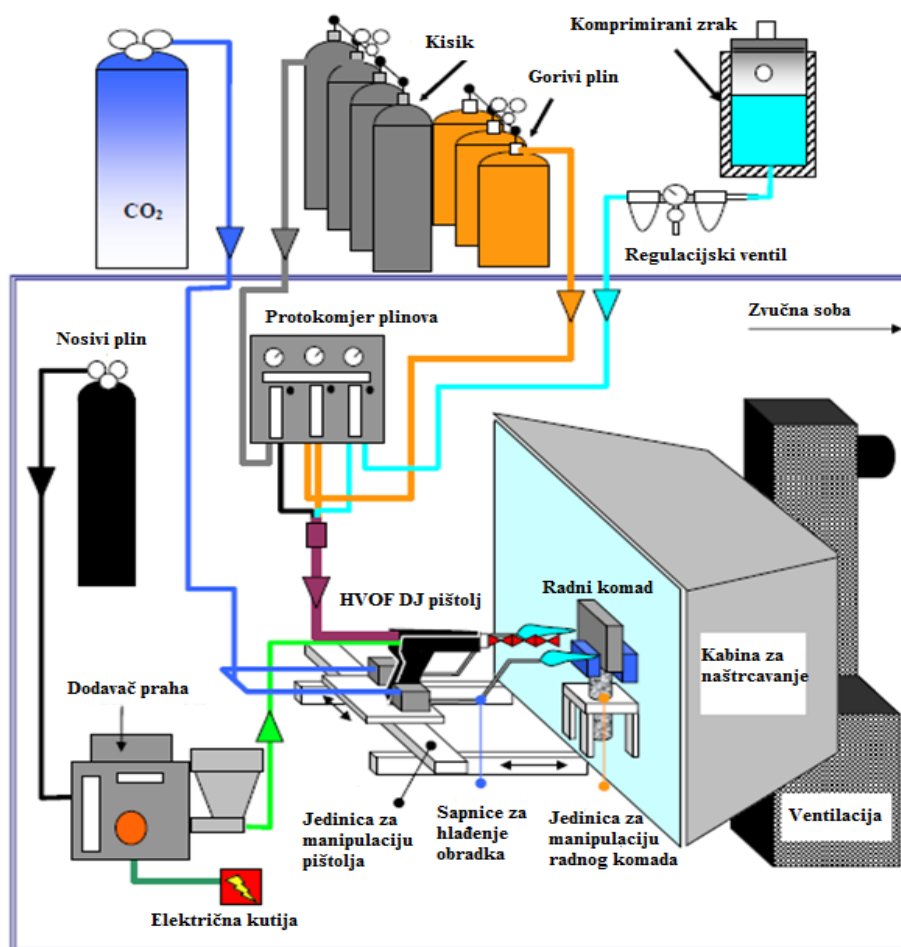 Komprimirani zrak
Kisik
Gorivi plin
CO₂
Regulacijski ventil
Zvučna soba
Protokomjer plinova
Nosivi plin
HVOF DJ pištolj
Radni komad
Kabina za
naštrcavanje
Dodavač praha
Jedinica za
manipulaciju
pištolja
Sapnice za
hlađenje
obradka
Jedinica za
manipulaciju
radnog komada
Ventilacija
Električna kutija